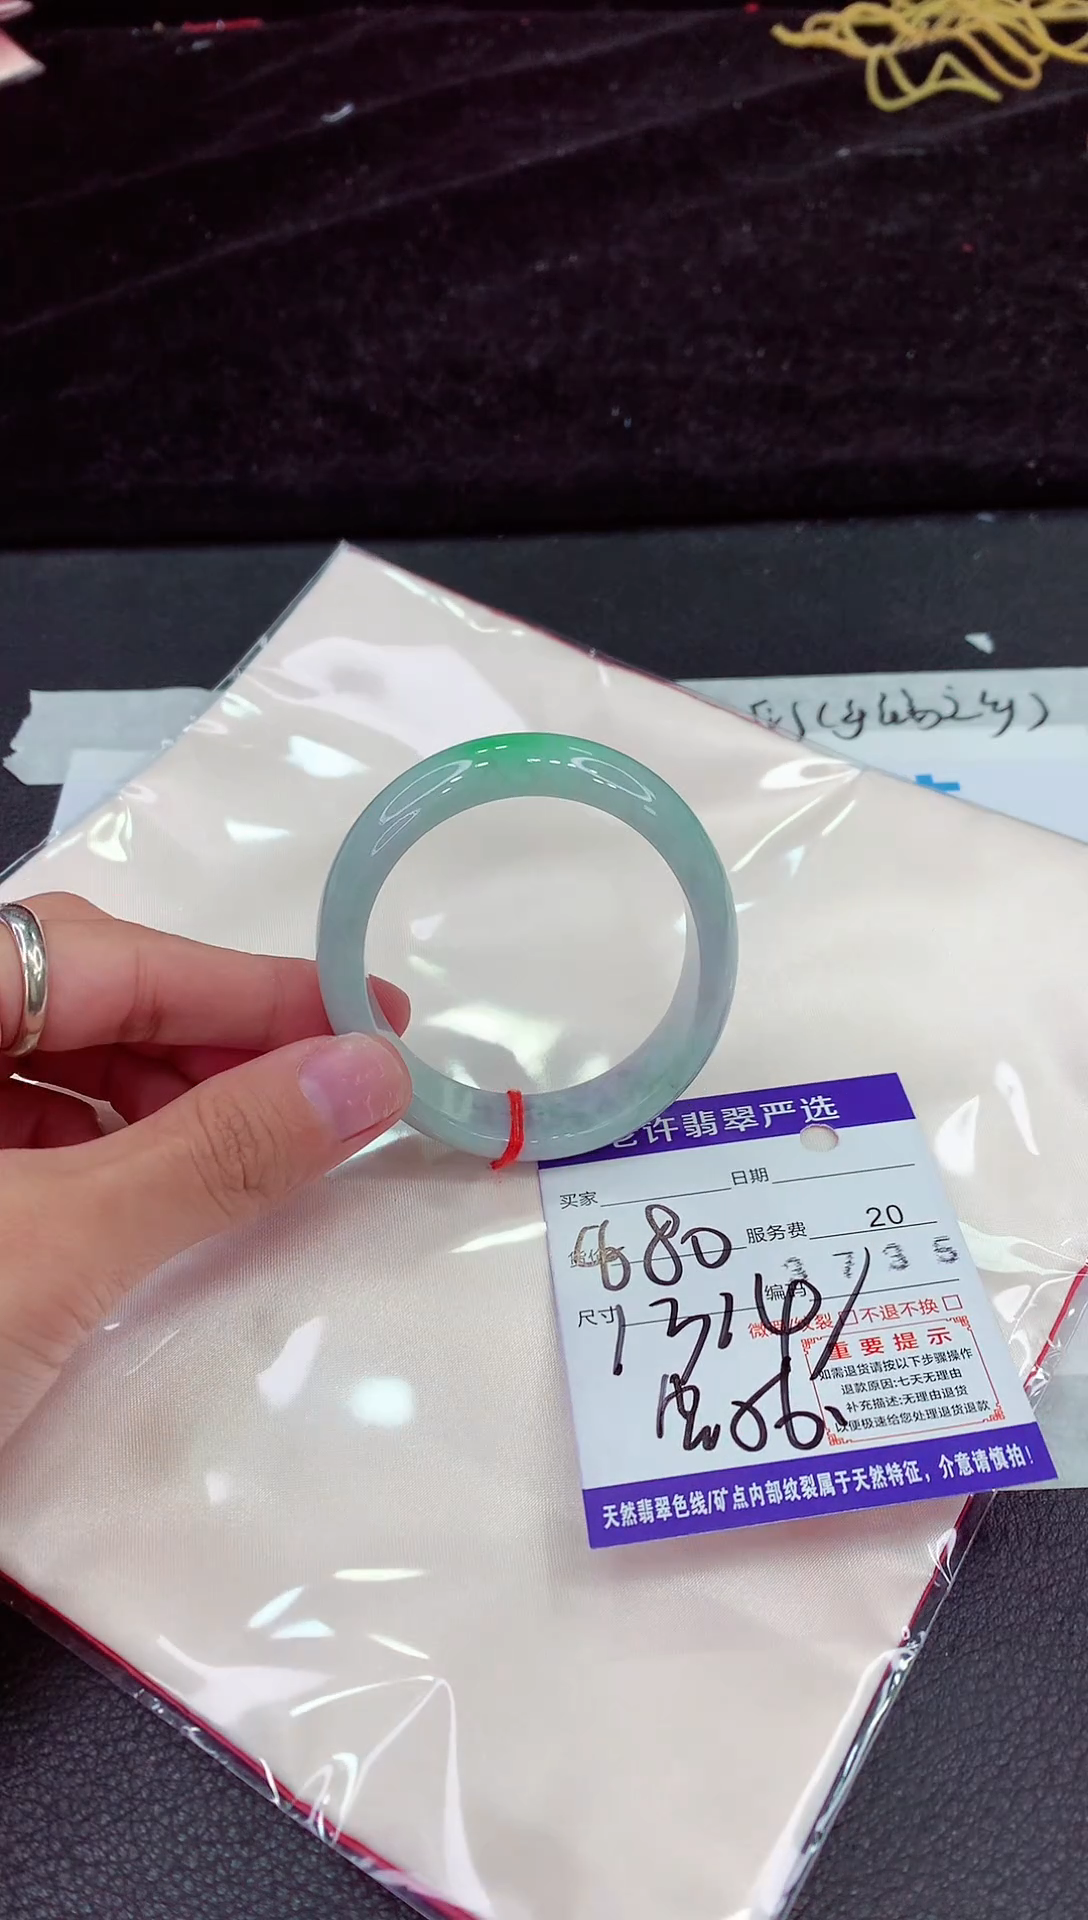 许翡翠严选
买家 日期
680 服务费 20
编码 3735
尺寸 1314/
不退不换 □
重要提示
如需退货请按以下步骤操作
退款原因:七天无理由
补充描述:无理由退货
以便极速给您处理退货退款
天然翡翠色线/矿点内部纹裂属于天然特征，介意请慎拍!